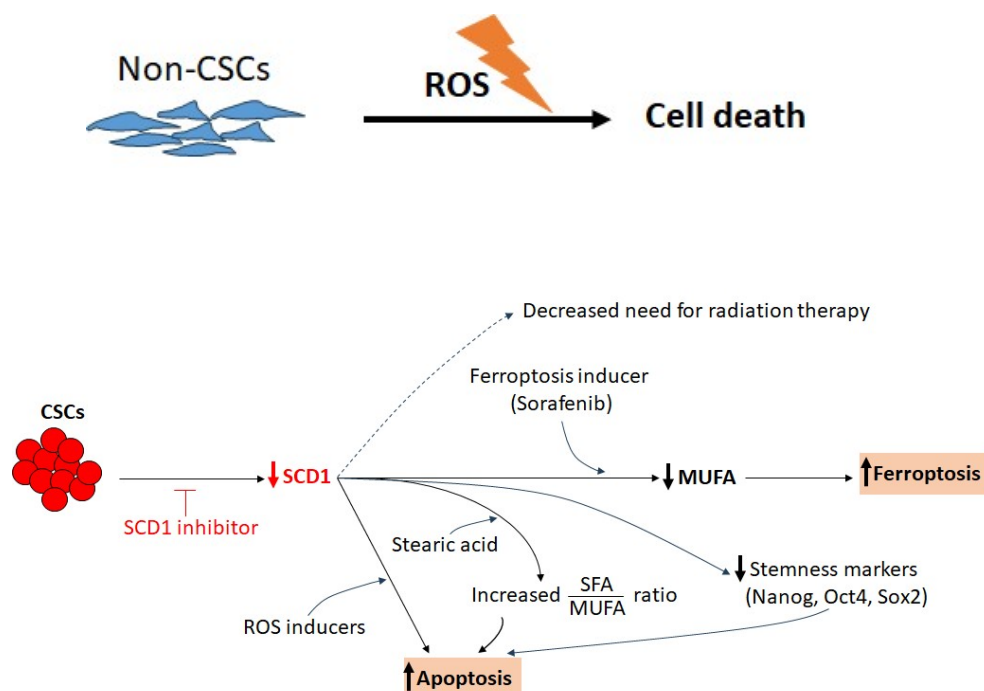 Non-CSCs
ROS
Cell death
Decreased need for radiation therapy
Ferroptosis inducer
(Sorafenib)
CSCs
SCD1
MUFA
Ferroptosis
SCD1 inhibitor
Stearic acid
Stemness markers
(Nanog, Oct4, Sox2)
Increased SFA/MUFA ratio
ROS inducers
Apoptosis